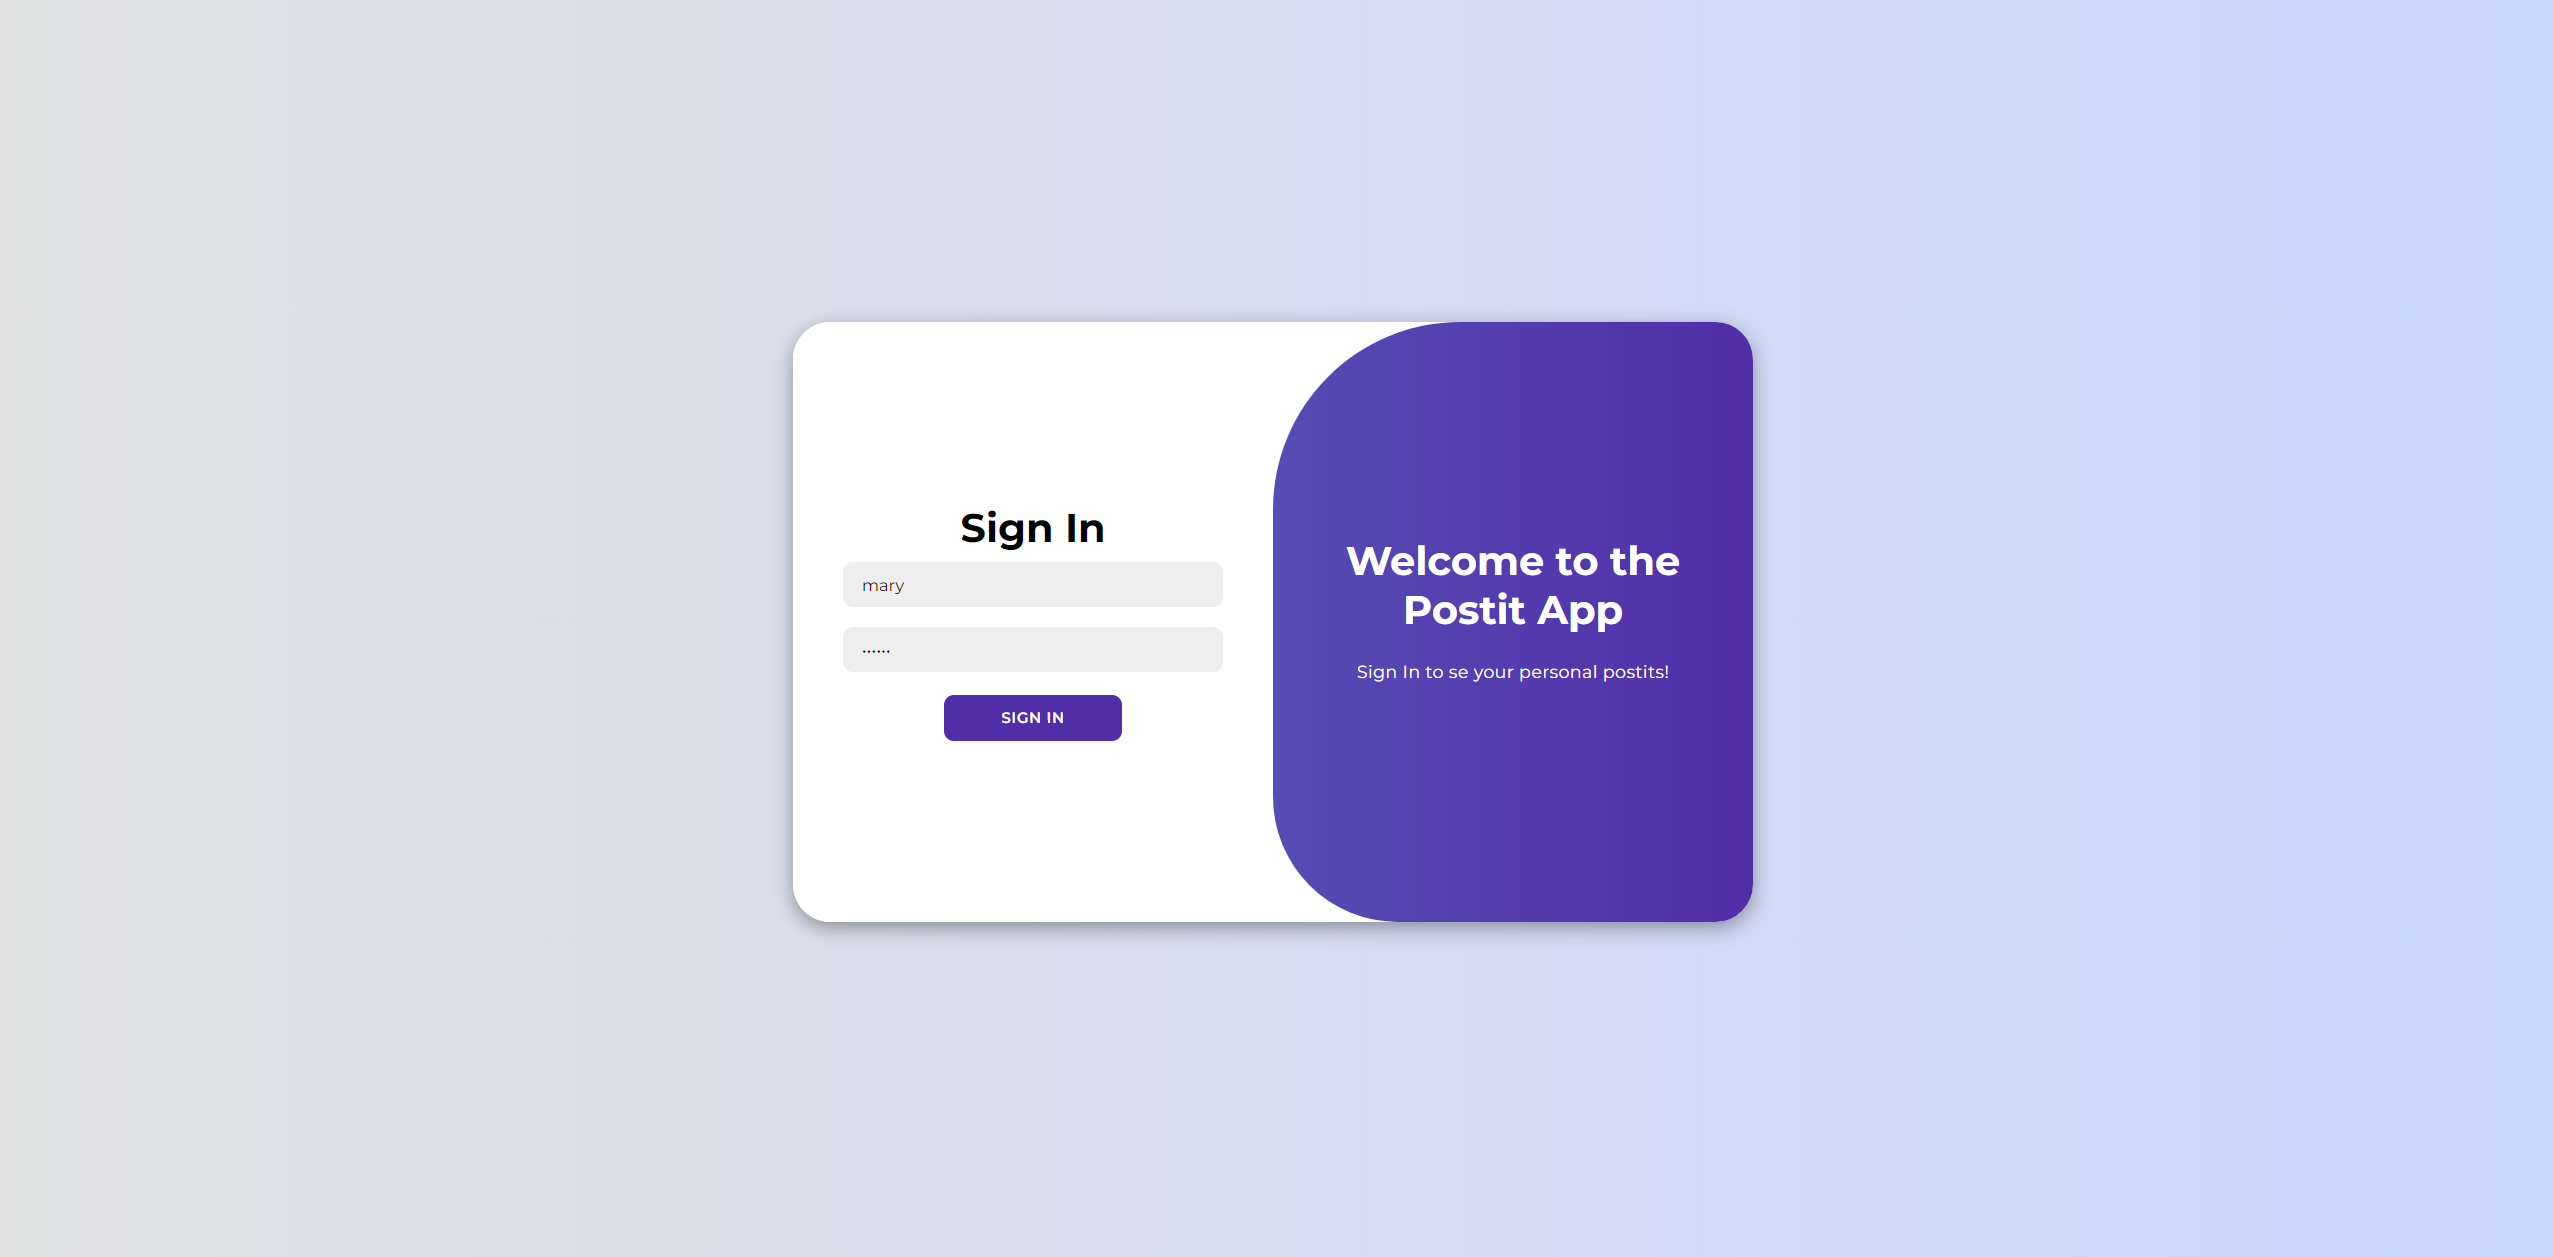 Sign In
mary
......
SIGN IN
Welcome to the
Postit App
Sign In to se your personal postits!